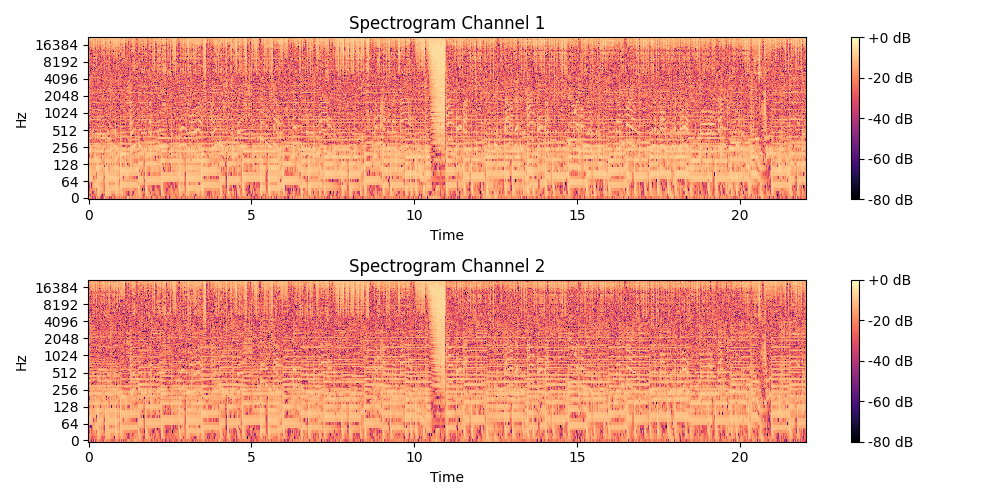 Spectrogram Channel 1
Hz
16384
8192
4096
2048
1024
512
256
128
64
0
0 5 10 15 20
Time
+0 dB
-20 dB
-40 dB
-60 dB
-80 dB
Spectrogram Channel 2
Hz
16384
8192
4096
2048
1024
512
256
128
64
0
0 5 10 15 20
Time
+0 dB
-20 dB
-40 dB
-60 dB
-80 dB